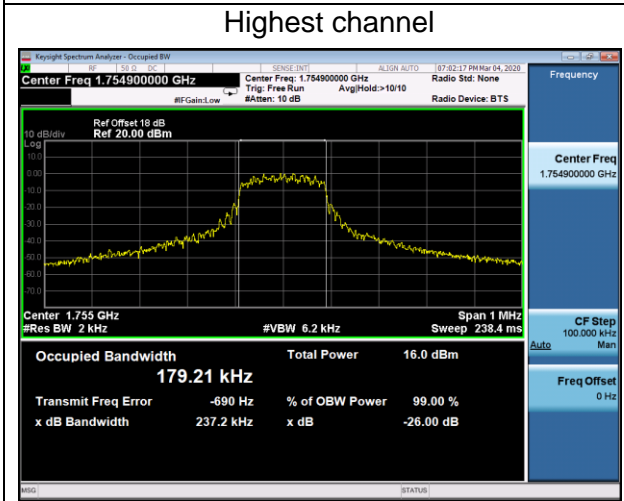 Highest channel
Keysight Spectrum Analyzer - Occupied BW
RF 50 Ω DC SENSE:INT ALIGN AUTO 07:02:17 PM Mar 04, 2020
Center Freq 1.754900000 GHz Center Freq: 1.754900000 GHz Radio Std: None Frequency
Trig: Free Run Avg|Hold:>10/10
#IFGain:Low #Atten: 10 dB Radio Device: BTS
Ref Offset 18 dB
10 dB/div Ref 20.00 dBm
Log
10.0
0.00
-10.0
-20.0
-30.0
-40.0
-50.0
-60.0
-70.0
Center Freq
1.754900000 GHz
Center 1.755 GHz Span 1 MHz
#Res BW 2 kHz #VBW 6.2 kHz Sweep 238.4 ms
CF Step
100.000 kHz
Auto Man
Occupied Bandwidth Total Power 16.0 dBm
179.21 kHz
Freq Offset
0 Hz
Transmit Freq Error -690 Hz % of OBW Power 99.00 %
x dB Bandwidth 237.2 kHz x dB -26.00 dB
MSG STATUS